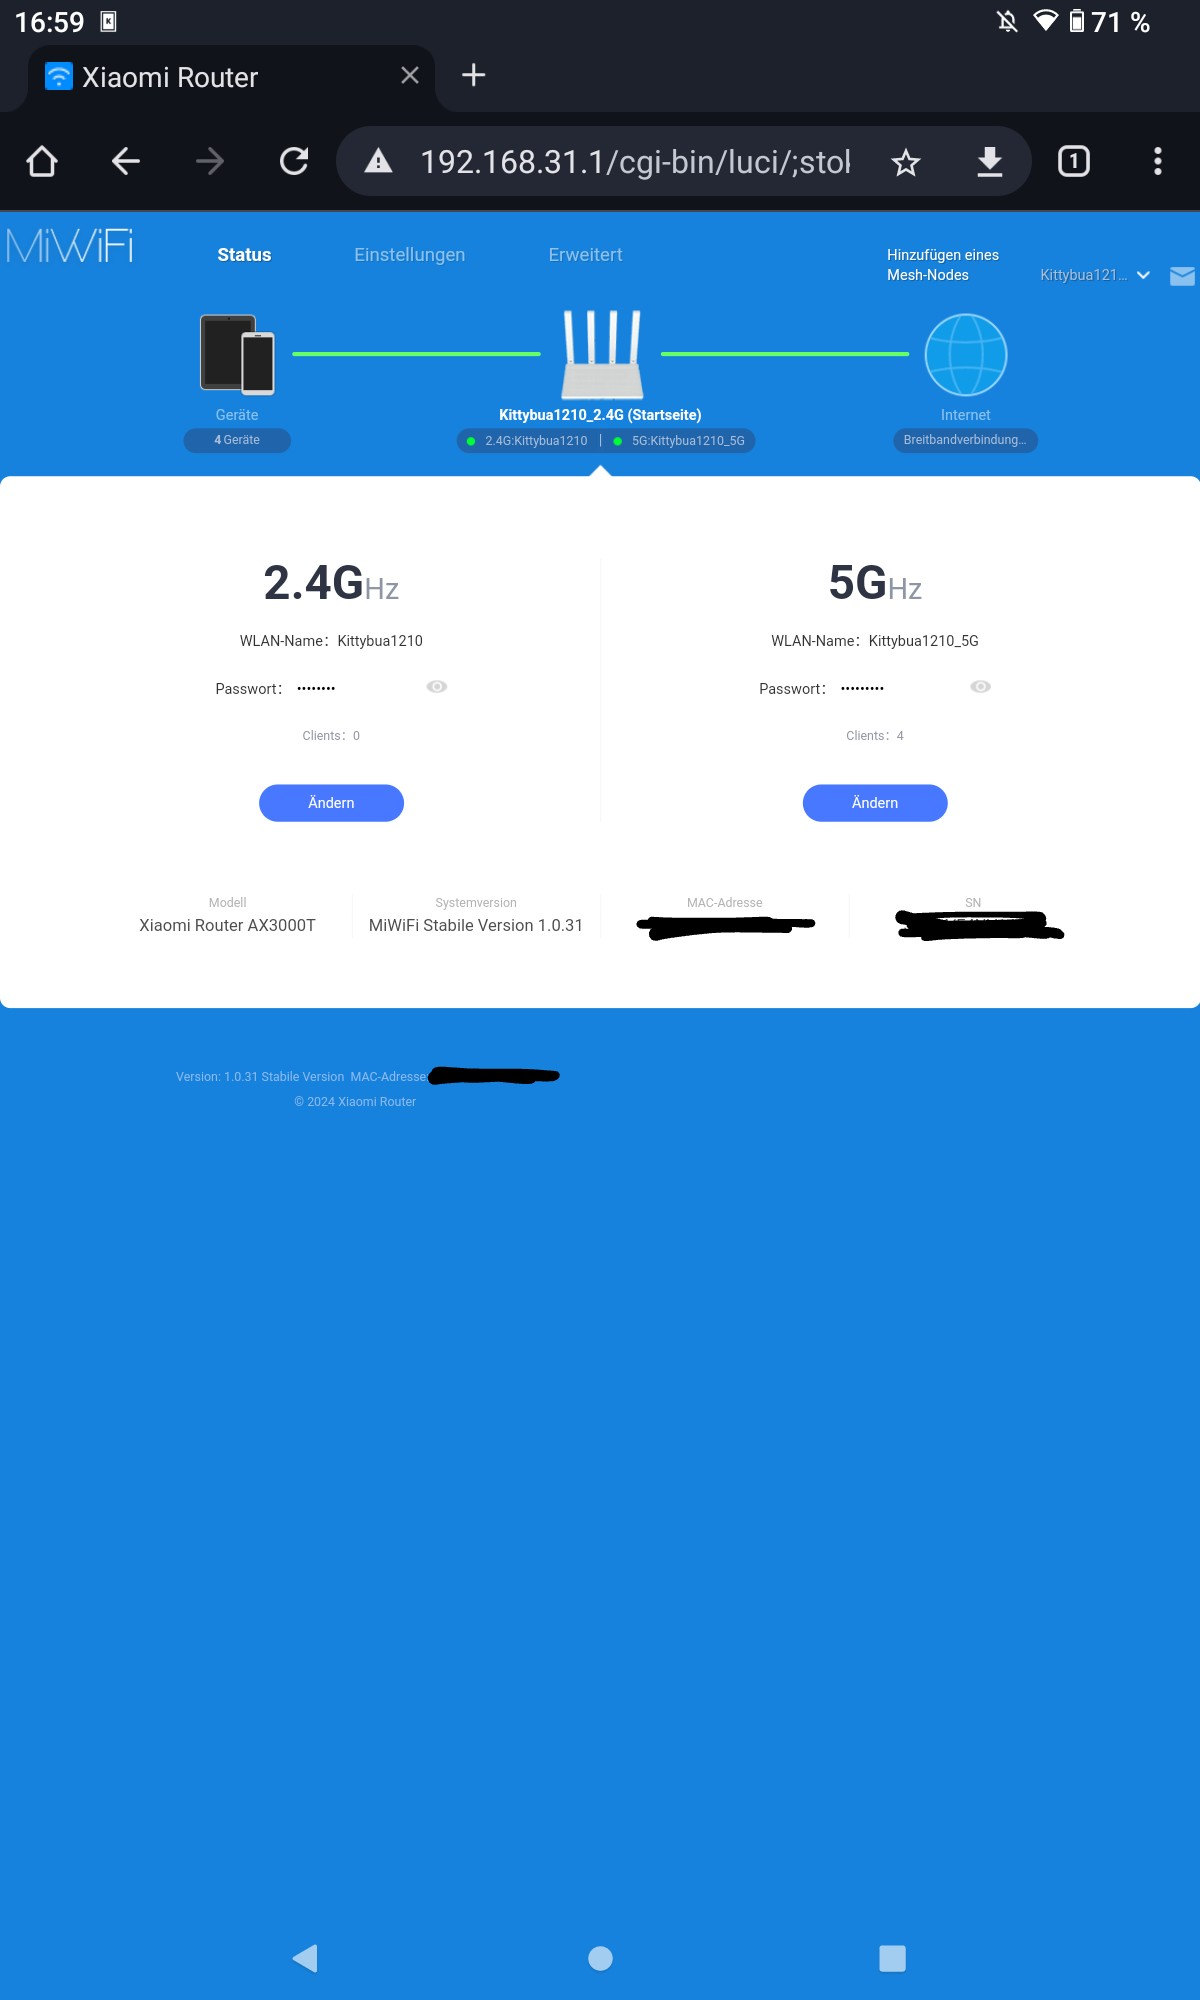 16:59
71 %
Xiaomi Router
192.168.31.1/cgi-bin/luci/;stok
1
MiWiFi
Status Einstellungen Erweitert
Hinzufügen eines
Mesh-Nodes
Kittybua121...
Geräte
4 Geräte
Kittybua1210_2.4G (Startseite)
2.4G:Kittybua1210 | 5G:Kittybua1210_5G
Internet
Breitbandverbindung...
2.4GHz
WLAN-Name: Kittybua1210
Passwort: ••••••••
Clients: 0
Ändern
5GHz
WLAN-Name: Kittybua1210_5G
Passwort: •••••••••
Clients: 4
Ändern
Modell
Xiaomi Router AX3000T
Systemversion
MiWiFi Stabile Version 1.0.31
MAC-Adresse
SN
Version: 1.0.31 Stabile Version MAC-Adresse:
© 2024 Xiaomi Router